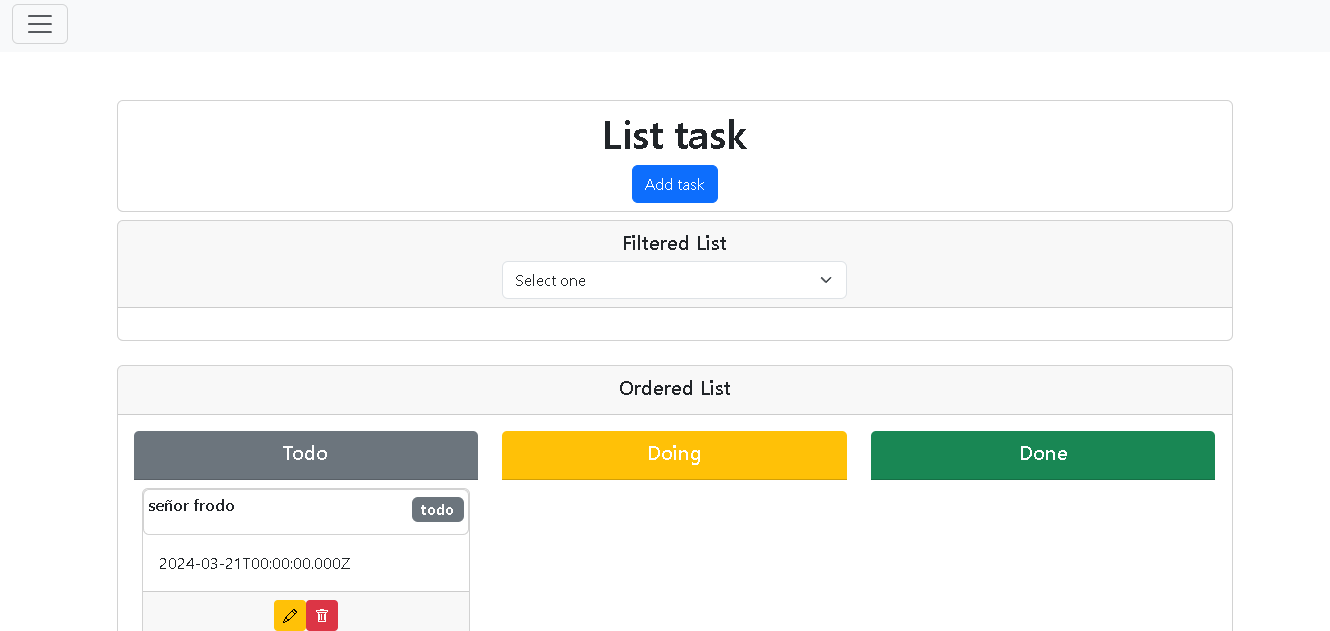 List task
Add task
Filtered List
Select one
Ordered List
Todo
Doing
Done
señor frodo
todo
2024-03-21T00:00:00.000Z